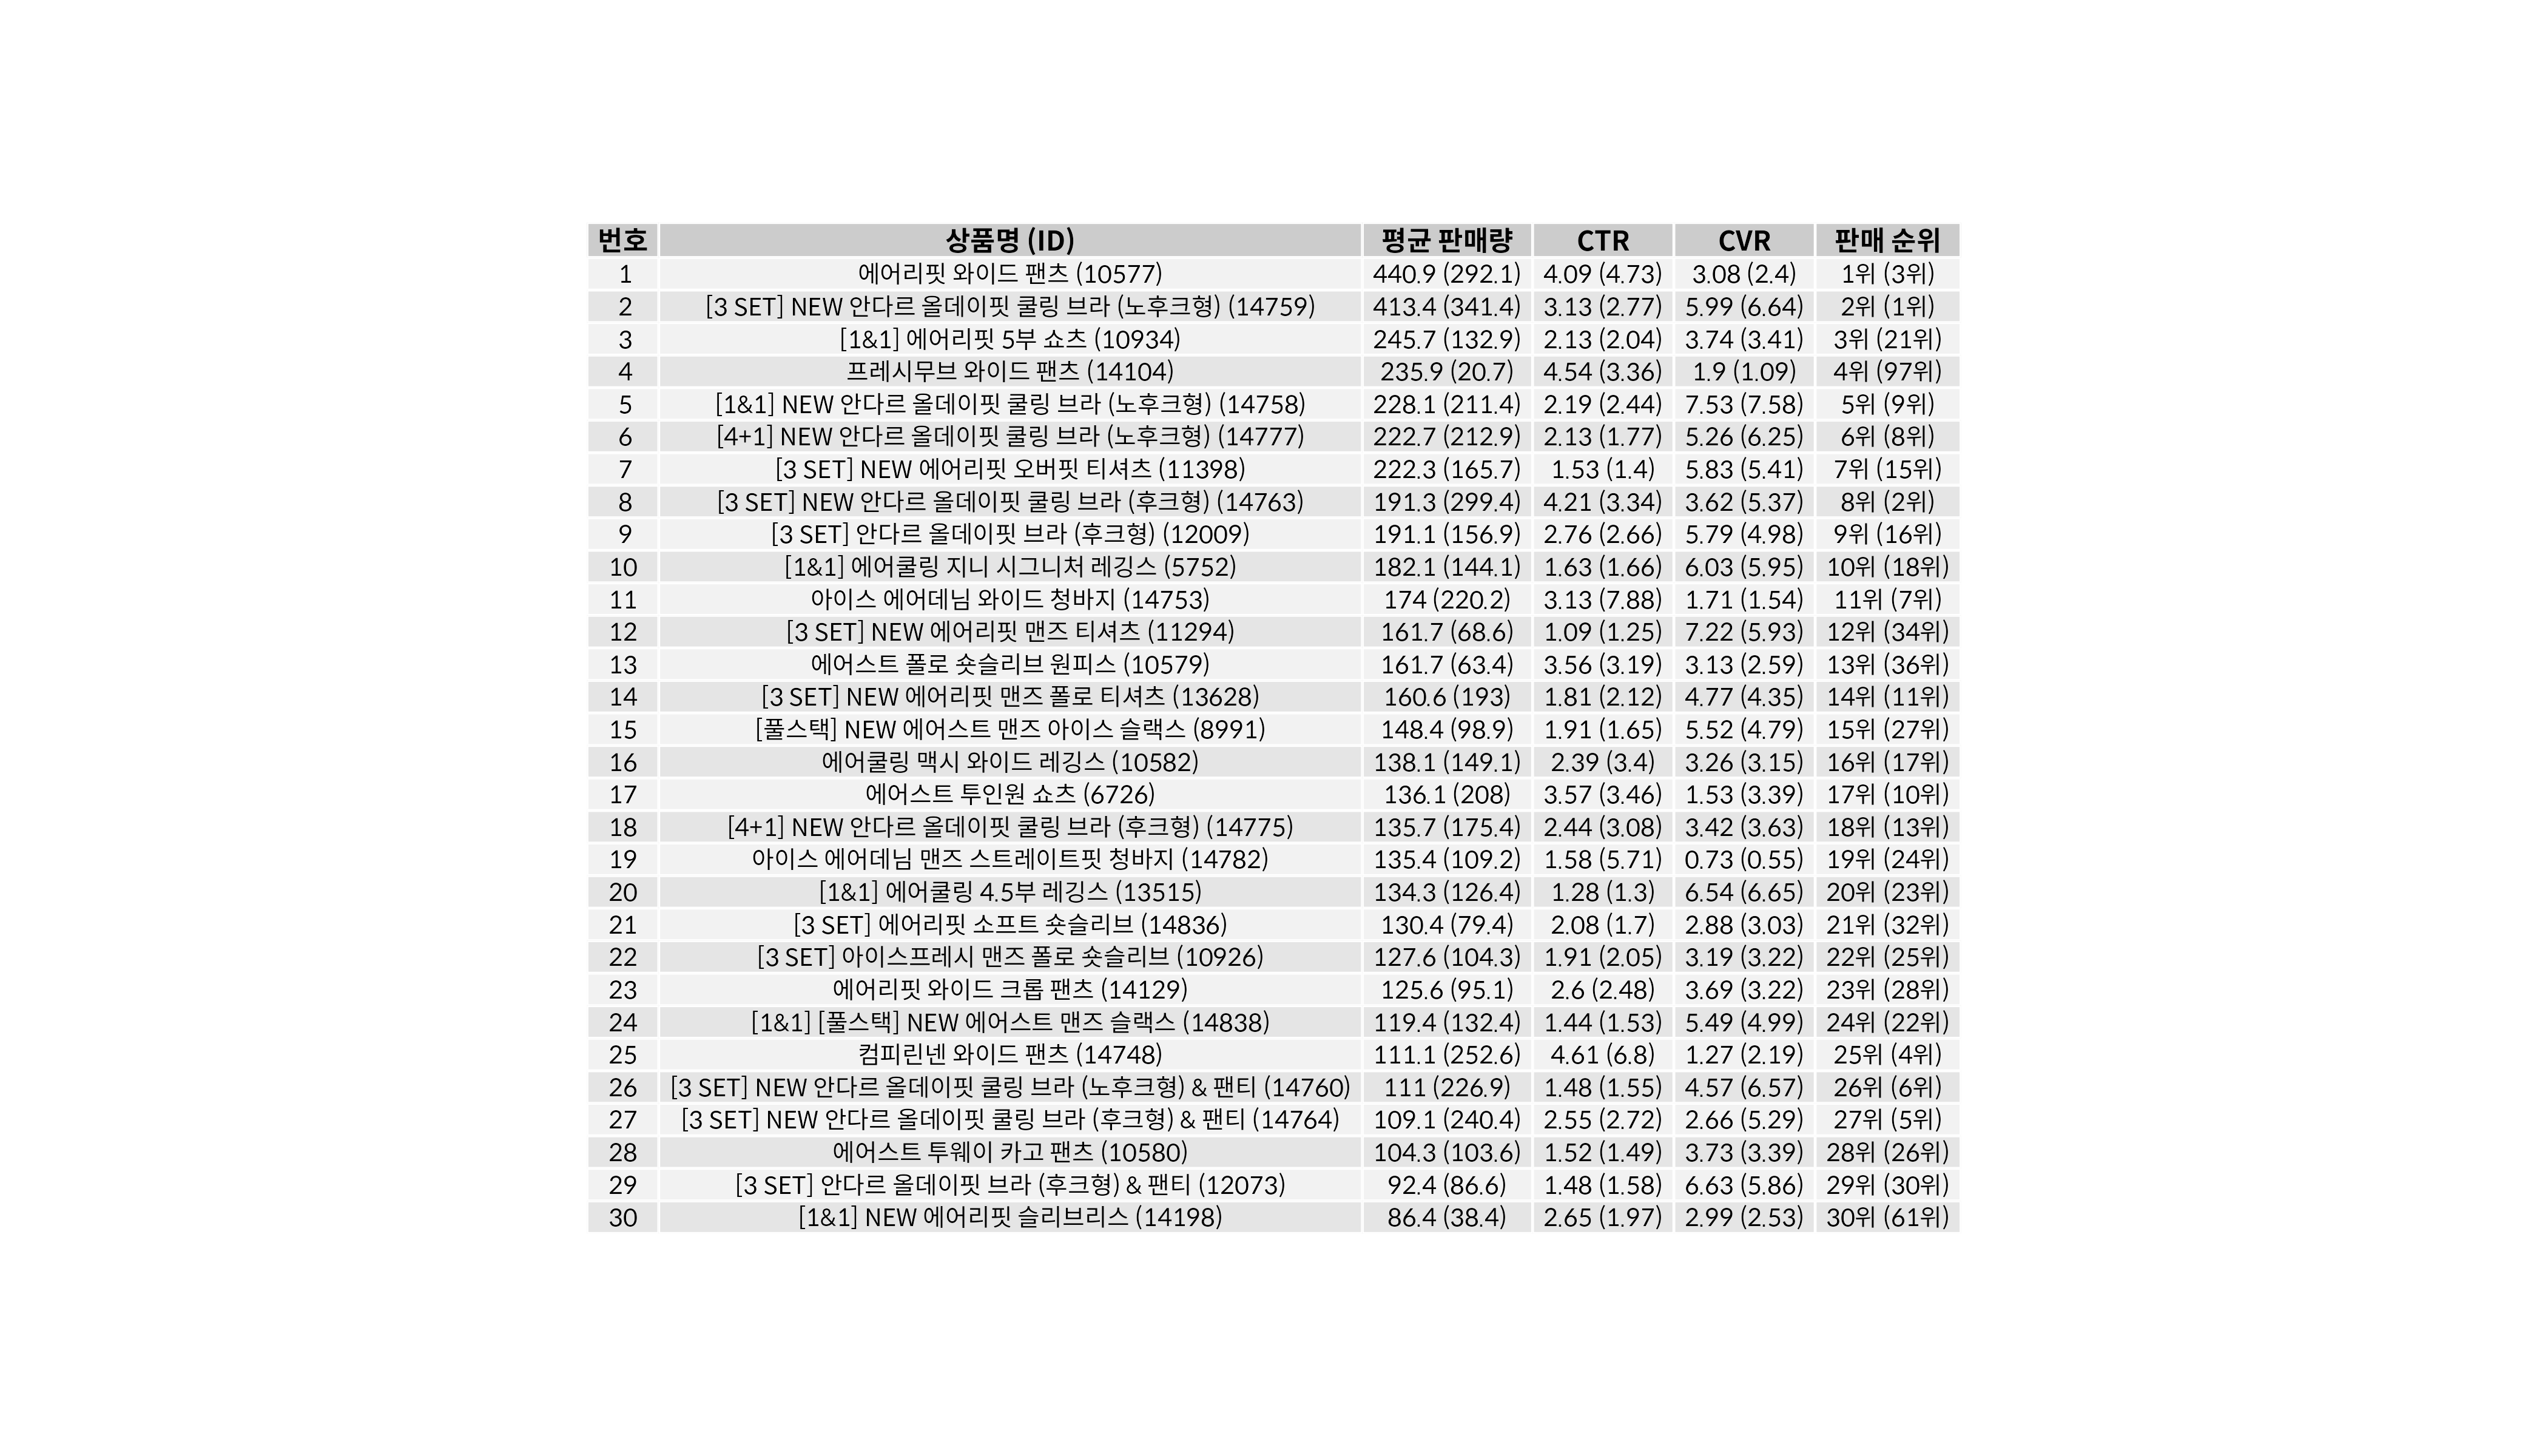 번호 상품명 (ID) 평균 판매량 CTR CVR 판매 순위
1 에어리핏 와이드 팬츠 (10577) 440.9 (292.1) 4.09 (4.73) 3.08 (2.4) 1위 (3위)
2 [3 SET] NEW 안다르 올데이핏 쿨링 브라 (노후크형) (14759) 413.4 (341.4) 3.13 (2.77) 5.99 (6.64) 2위 (1위)
3 [1&1] 에어리핏 5부 쇼츠 (10934) 245.7 (132.9) 2.13 (2.04) 3.74 (3.41) 3위 (21위)
4 프레시무브 와이드 팬츠 (14104) 235.9 (20.7) 4.54 (3.36) 1.9 (1.09) 4위 (97위)
5 [1&1] NEW 안다르 올데이핏 쿨링 브라 (노후크형) (14758) 228.1 (211.4) 2.19 (2.44) 7.53 (7.58) 5위 (9위)
6 [4+1] NEW 안다르 올데이핏 쿨링 브라 (노후크형) (14777) 222.7 (212.9) 2.13 (1.77) 5.26 (6.25) 6위 (8위)
7 [3 SET] NEW 에어리핏 오버핏 티셔츠 (11398) 222.3 (165.7) 1.53 (1.4) 5.83 (5.41) 7위 (15위)
8 [3 SET] NEW 안다르 올데이핏 쿨링 브라 (후크형) (14763) 191.3 (299.4) 4.21 (3.34) 3.62 (5.37) 8위 (2위)
9 [3 SET] 안다르 올데이핏 브라 (후크형) (12009) 191.1 (156.9) 2.76 (2.66) 5.79 (4.98) 9위 (16위)
10 [1&1] 에어쿨링 지니 시그니처 레깅스 (5752) 182.1 (144.1) 1.63 (1.66) 6.03 (5.95) 10위 (18위)
11 아이스 에어데님 와이드 청바지 (14753) 174 (220.2) 3.13 (7.88) 1.71 (1.54) 11위 (7위)
12 [3 SET] NEW 에어리핏 맨즈 티셔츠 (11294) 161.7 (68.6) 1.09 (1.25) 7.22 (5.93) 12위 (34위)
13 에어스트 폴로 숏슬리브 원피스 (10579) 161.7 (63.4) 3.56 (3.19) 3.13 (2.59) 13위 (36위)
14 [3 SET] NEW 에어리핏 맨즈 폴로 티셔츠 (13628) 160.6 (193) 1.81 (2.12) 4.77 (4.35) 14위 (11위)
15 [풀스택] NEW 에어스트 맨즈 아이스 슬랙스 (8991) 148.4 (98.9) 1.91 (1.65) 5.52 (4.79) 15위 (27위)
16 에어쿨링 맥시 와이드 레깅스 (10582) 138.1 (149.1) 2.39 (3.4) 3.26 (3.15) 16위 (17위)
17 에어스트 투인원 쇼츠 (6726) 136.1 (208) 3.57 (3.46) 1.53 (3.39) 17위 (10위)
18 [4+1] NEW 안다르 올데이핏 쿨링 브라 (후크형) (14775) 135.7 (175.4) 2.44 (3.08) 3.42 (3.63) 18위 (13위)
19 아이스 에어데님 맨즈 스트레이트핏 청바지 (14782) 135.4 (109.2) 1.58 (5.71) 0.73 (0.55) 19위 (24위)
20 [1&1] 에어쿨링 4.5부 레깅스 (13515) 134.3 (126.4) 1.28 (1.3) 6.54 (6.65) 20위 (23위)
21 [3 SET] 에어리핏 소프트 숏슬리브 (14836) 130.4 (79.4) 2.08 (1.7) 2.88 (3.03) 21위 (32위)
22 [3 SET] 아이스프레시 맨즈 폴로 숏슬리브 (10926) 127.6 (104.3) 1.91 (2.05) 3.19 (3.22) 22위 (25위)
23 에어리핏 와이드 크롭 팬츠 (14129) 125.6 (95.1) 2.6 (2.48) 3.69 (3.22) 23위 (28위)
24 [1&1] [풀스택] NEW 에어스트 맨즈 슬랙스 (14838) 119.4 (132.4) 1.44 (1.53) 5.49 (4.99) 24위 (22위)
25 컴피린넨 와이드 팬츠 (14748) 111.1 (252.6) 4.61 (6.8) 1.27 (2.19) 25위 (4위)
26 [3 SET] NEW 안다르 올데이핏 쿨링 브라 (노후크형) & 팬티 (14760) 111 (226.9) 1.48 (1.55) 4.57 (6.57) 26위 (6위)
27 [3 SET] NEW 안다르 올데이핏 쿨링 브라 (후크형) & 팬티 (14764) 109.1 (240.4) 2.55 (2.72) 2.66 (5.29) 27위 (5위)
28 에어스트 투웨이 카고 팬츠 (10580) 104.3 (103.6) 1.52 (1.49) 3.73 (3.39) 28위 (26위)
29 [3 SET] 안다르 올데이핏 브라 (후크형) & 팬티 (12073) 92.4 (86.6) 1.48 (1.58) 6.63 (5.86) 29위 (30위)
30 [1&1] NEW 에어리핏 슬리브리스 (14198) 86.4 (38.4) 2.65 (1.97) 2.99 (2.53) 30위 (61위)